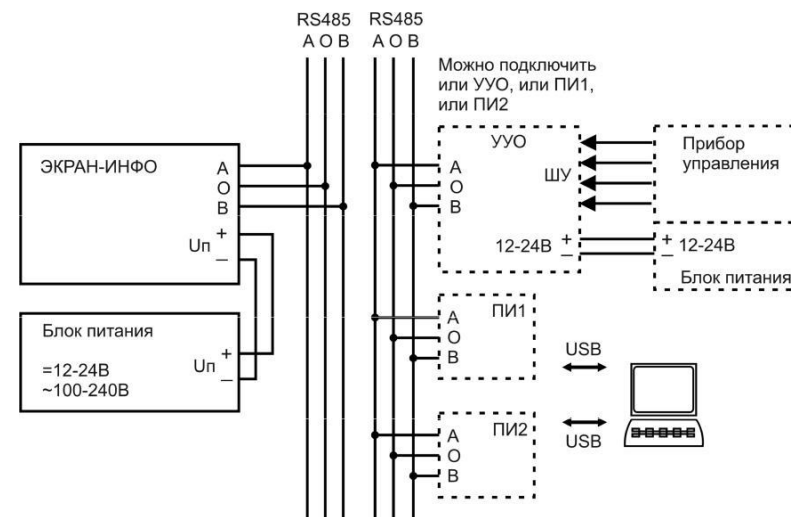 RS485 RS485
А О В А О В
Можно подключить
или УУО, или ПИ1,
или ПИ2
ЭКРАН-ИНФО
А
О
В
Uп
+
–
Блок питания
=12-24В
~100-240В
Uп
+
–
УУО
А
О
В
ШУ
12-24В
+
–
Прибор
управления
+
–
12-24В
Блок питания
ПИ1
А
О
В
USB
ПИ2
А
О
В
USB